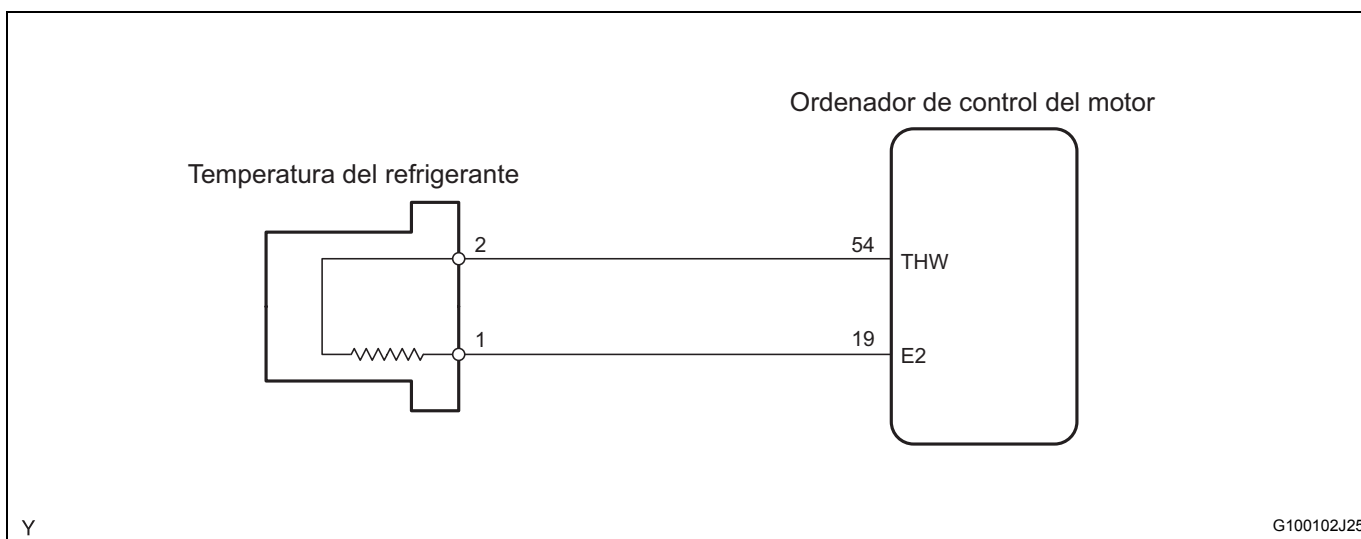 Ordenador de control del motor
Temperatura del refrigerante
2 54 THW
1 19 E2
Y G100102J25